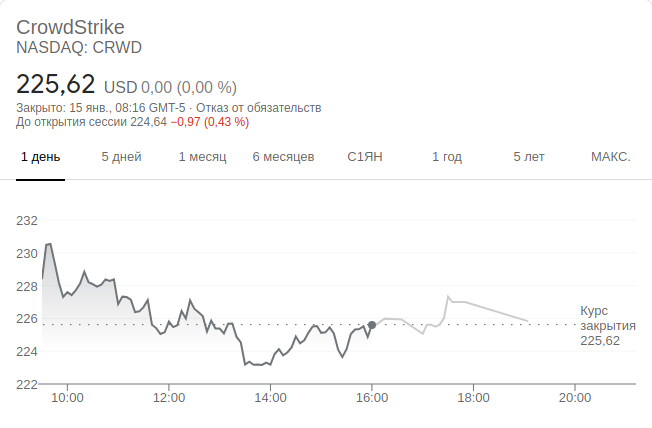 CrowdStrike
NASDAQ: CRWD
225,62 USD 0,00 (0,00 %)
Закрыто: 15 янв., 08:16 GMT-5 · Отказ от обязательств
До открытия сессии 224,64 −0,97 (0,43 %)
1 день 5 дней 1 месяц 6 месяцев С1ЯН 1 год 5 лет МАКС.
232
230
228
226
224
222
Курс
закрытия
225,62
10:00 12:00 14:00 16:00 18:00 20:00